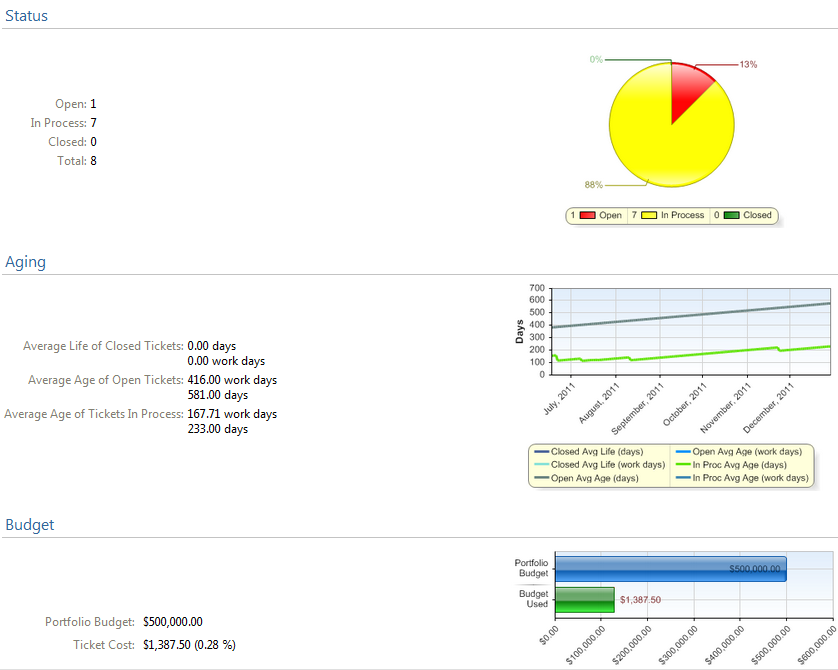 Status
Open: 1
In Process: 7
Closed: 0
Total: 8
0%
13%
88%
1 Open 7 In Process 0 Closed
Aging
Average Life of Closed Tickets: 0.00 days
0.00 work days
Average Age of Open Tickets: 416.00 work days
581.00 days
Average Age of Tickets In Process: 167.71 work days
233.00 days
Days
700
600
500
400
300
200
100
0
July, 2011
August, 2011
September, 2011
October, 2011
November, 2011
December, 2011
Closed Avg Life (days) Open Avg Age (work days)
Closed Avg Life (work days) In Proc Avg Age (days)
Open Avg Age (days) In Proc Avg Age (work days)
Budget
Portfolio Budget: $500,000.00
Ticket Cost: $1,387.50 (0.28 %)
Portfolio
Budget
$500,000.00
Budget
Used
$1,387.50
$0.00
$100,000.00
$200,000.00
$300,000.00
$400,000.00
$500,000.00
$600,000.00